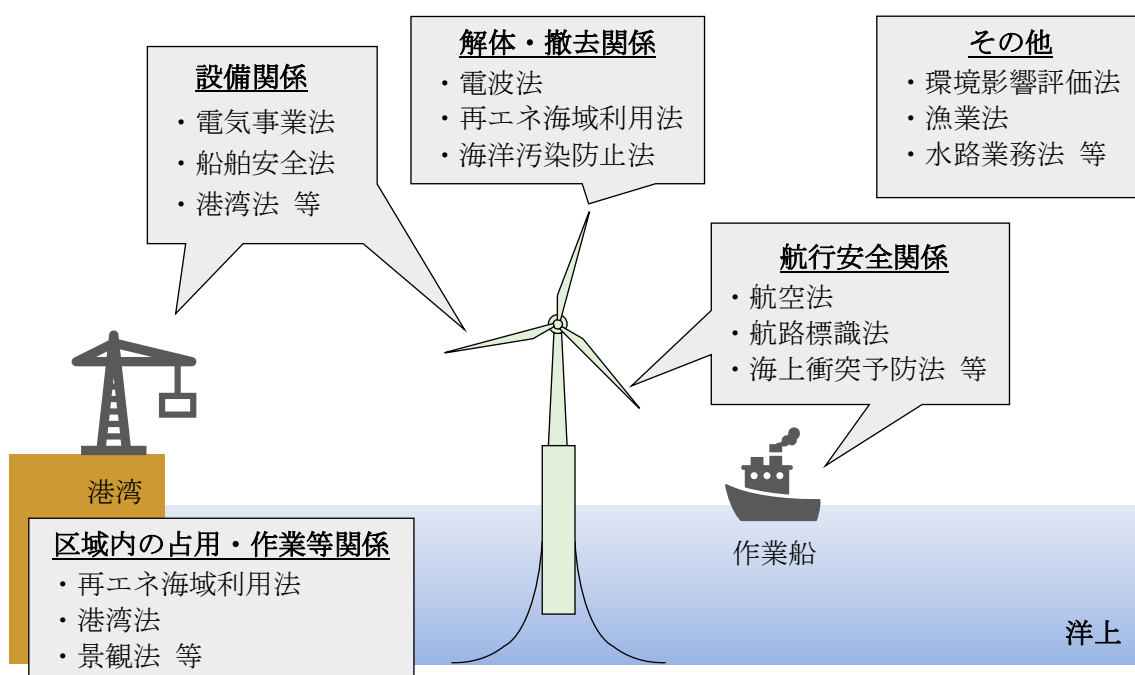 設備関係
・電気事業法
・船舶安全法
・港湾法 等
解体・撤去関係
・電波法
・再エネ海域利用法
・海洋汚染防止法
その他
・環境影響評価法
・漁業法
・水路業務法 等
航行安全関係
・航空法
・航路標識法
・海上衝突予防法 等
港湾
作業船
区域内の占用・作業等関係
・再エネ海域利用法
・港湾法
・景観法 等
洋上